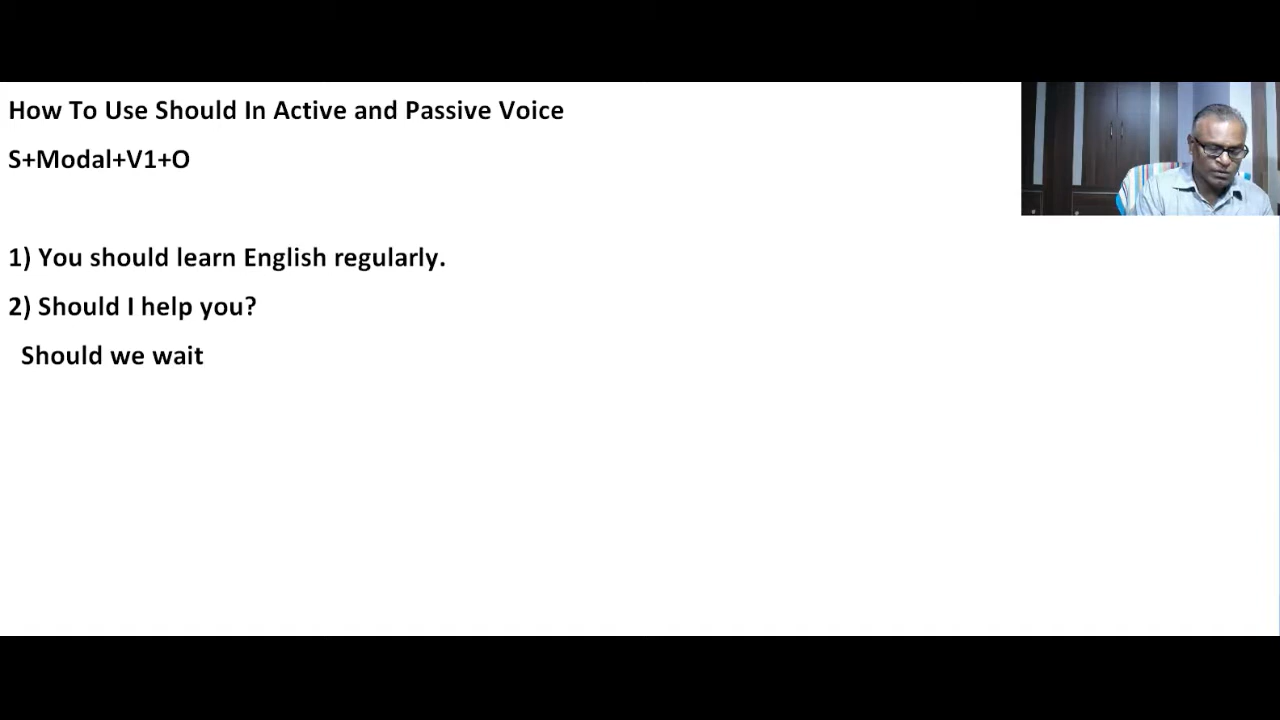 How To Use Should In Active and Passive Voice
S+Modal+V1+O
1) You should learn English regularly.
2) Should I help you?
Should we wait